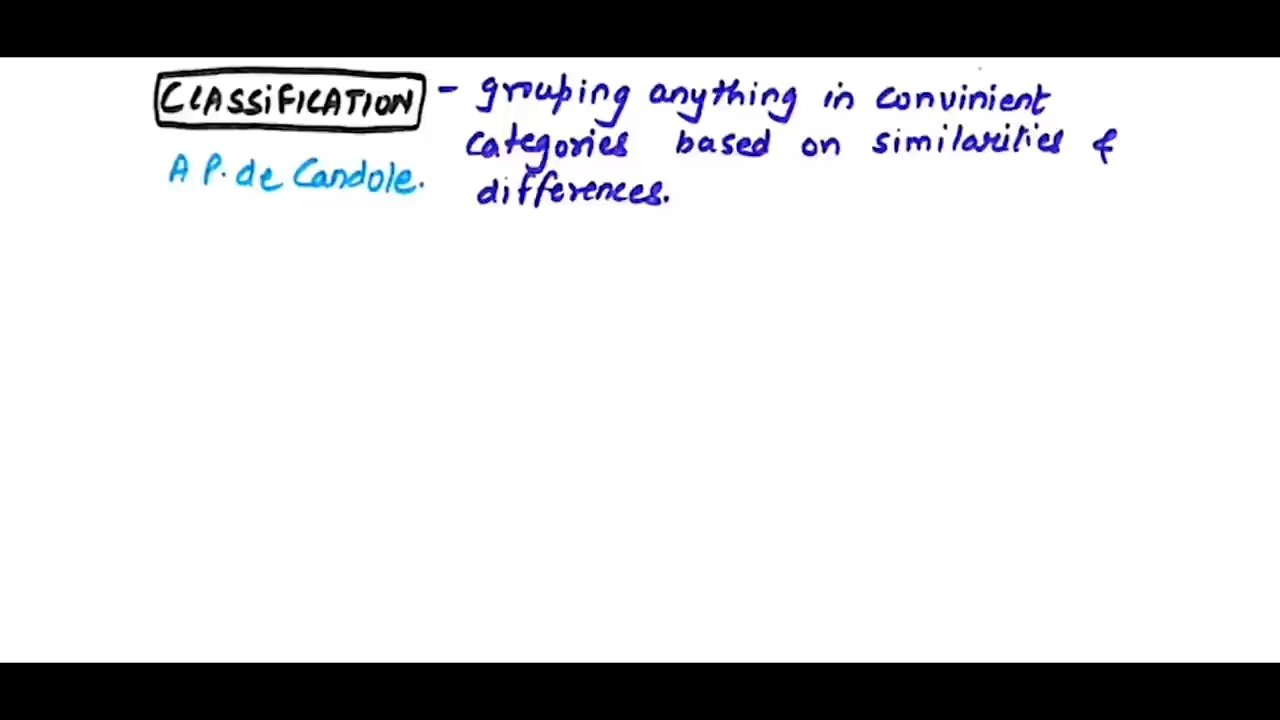 CLASSIFICATION - grouping anything in convinient
categories based on similarities &
A P. de Candole.
differences.